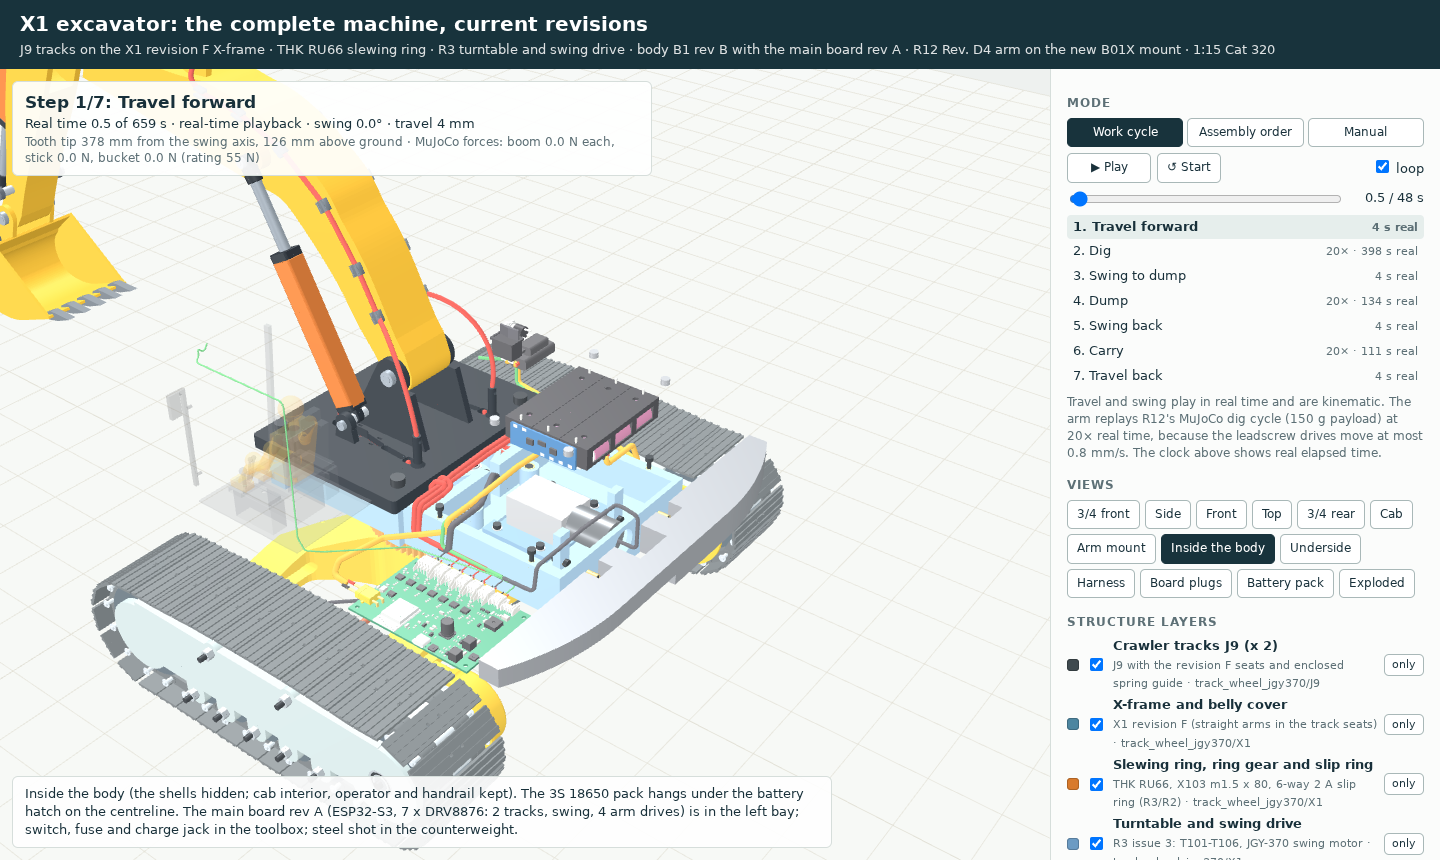 X1 excavator: the complete machine, current revisions
J9 tracks on the X1 revision F X-frame · THK RU66 slewing ring · R3 turntable and swing drive · body B1 rev B with the main board rev A · R12 Rev. D4 arm on the new B01X mount · 1:15 Cat 320
Step 1/7: Travel forward
Real time 0.5 of 659 s · real-time playback · swing 0.0° · travel 4 mm
Tooth tip 378 mm from the swing axis, 126 mm above ground · MuJoCo forces: boom 0.0 N each,
stick 0.0 N, bucket 0.0 N (rating 55 N)
Inside the body (the shells hidden; cab interior, operator and handrail kept). The 3S 18650 pack hangs under the battery
hatch on the centreline. The main board rev A (ESP32-S3, 7 x DRV8876: 2 tracks, swing, 4 arm drives) is in the left bay;
switch, fuse and charge jack in the toolbox; steel shot in the counterweight.
MODE
Work cycle
Assembly order
Manual
▶ Play
↺ Start
loop
0.5 / 48 s
1. Travel forward 4 s real
2. Dig 20× · 398 s real
3. Swing to dump 4 s real
4. Dump 20× · 134 s real
5. Swing back 4 s real
6. Carry 20× · 111 s real
7. Travel back 4 s real
Travel and swing play in real time and are kinematic. The
arm replays R12's MuJoCo dig cycle (150 g payload) at
20× real time, because the leadscrew drives move at most
0.8 mm/s. The clock above shows real elapsed time.
VIEWS
3/4 front
Side
Front
Top
3/4 rear
Cab
Arm mount
Inside the body
Underside
Harness
Board plugs
Battery pack
Exploded
STRUCTURE LAYERS
Crawler tracks J9 (x 2)
J9 with the revision F seats and enclosed
spring guide · track_wheel_jgy370/J9
only
X-frame and belly cover
X1 revision F (straight arms in the track seats)
· track_wheel_jgy370/X1
only
Slewing ring, ring gear and slip ring
THK RU66, X103 m1.5 x 80, 6-way 2 A slip
ring (R3/R2) · track_wheel_jgy370/X1
only
Turntable and swing drive
R3 issue 3: T101-T106, JGY-370 swing motor ·
only